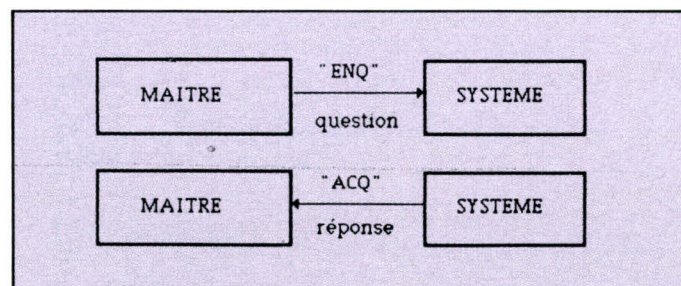 "ENQ"
MAITRE SYSTEME
question
"ACQ"
MAITRE SYSTEME
réponse